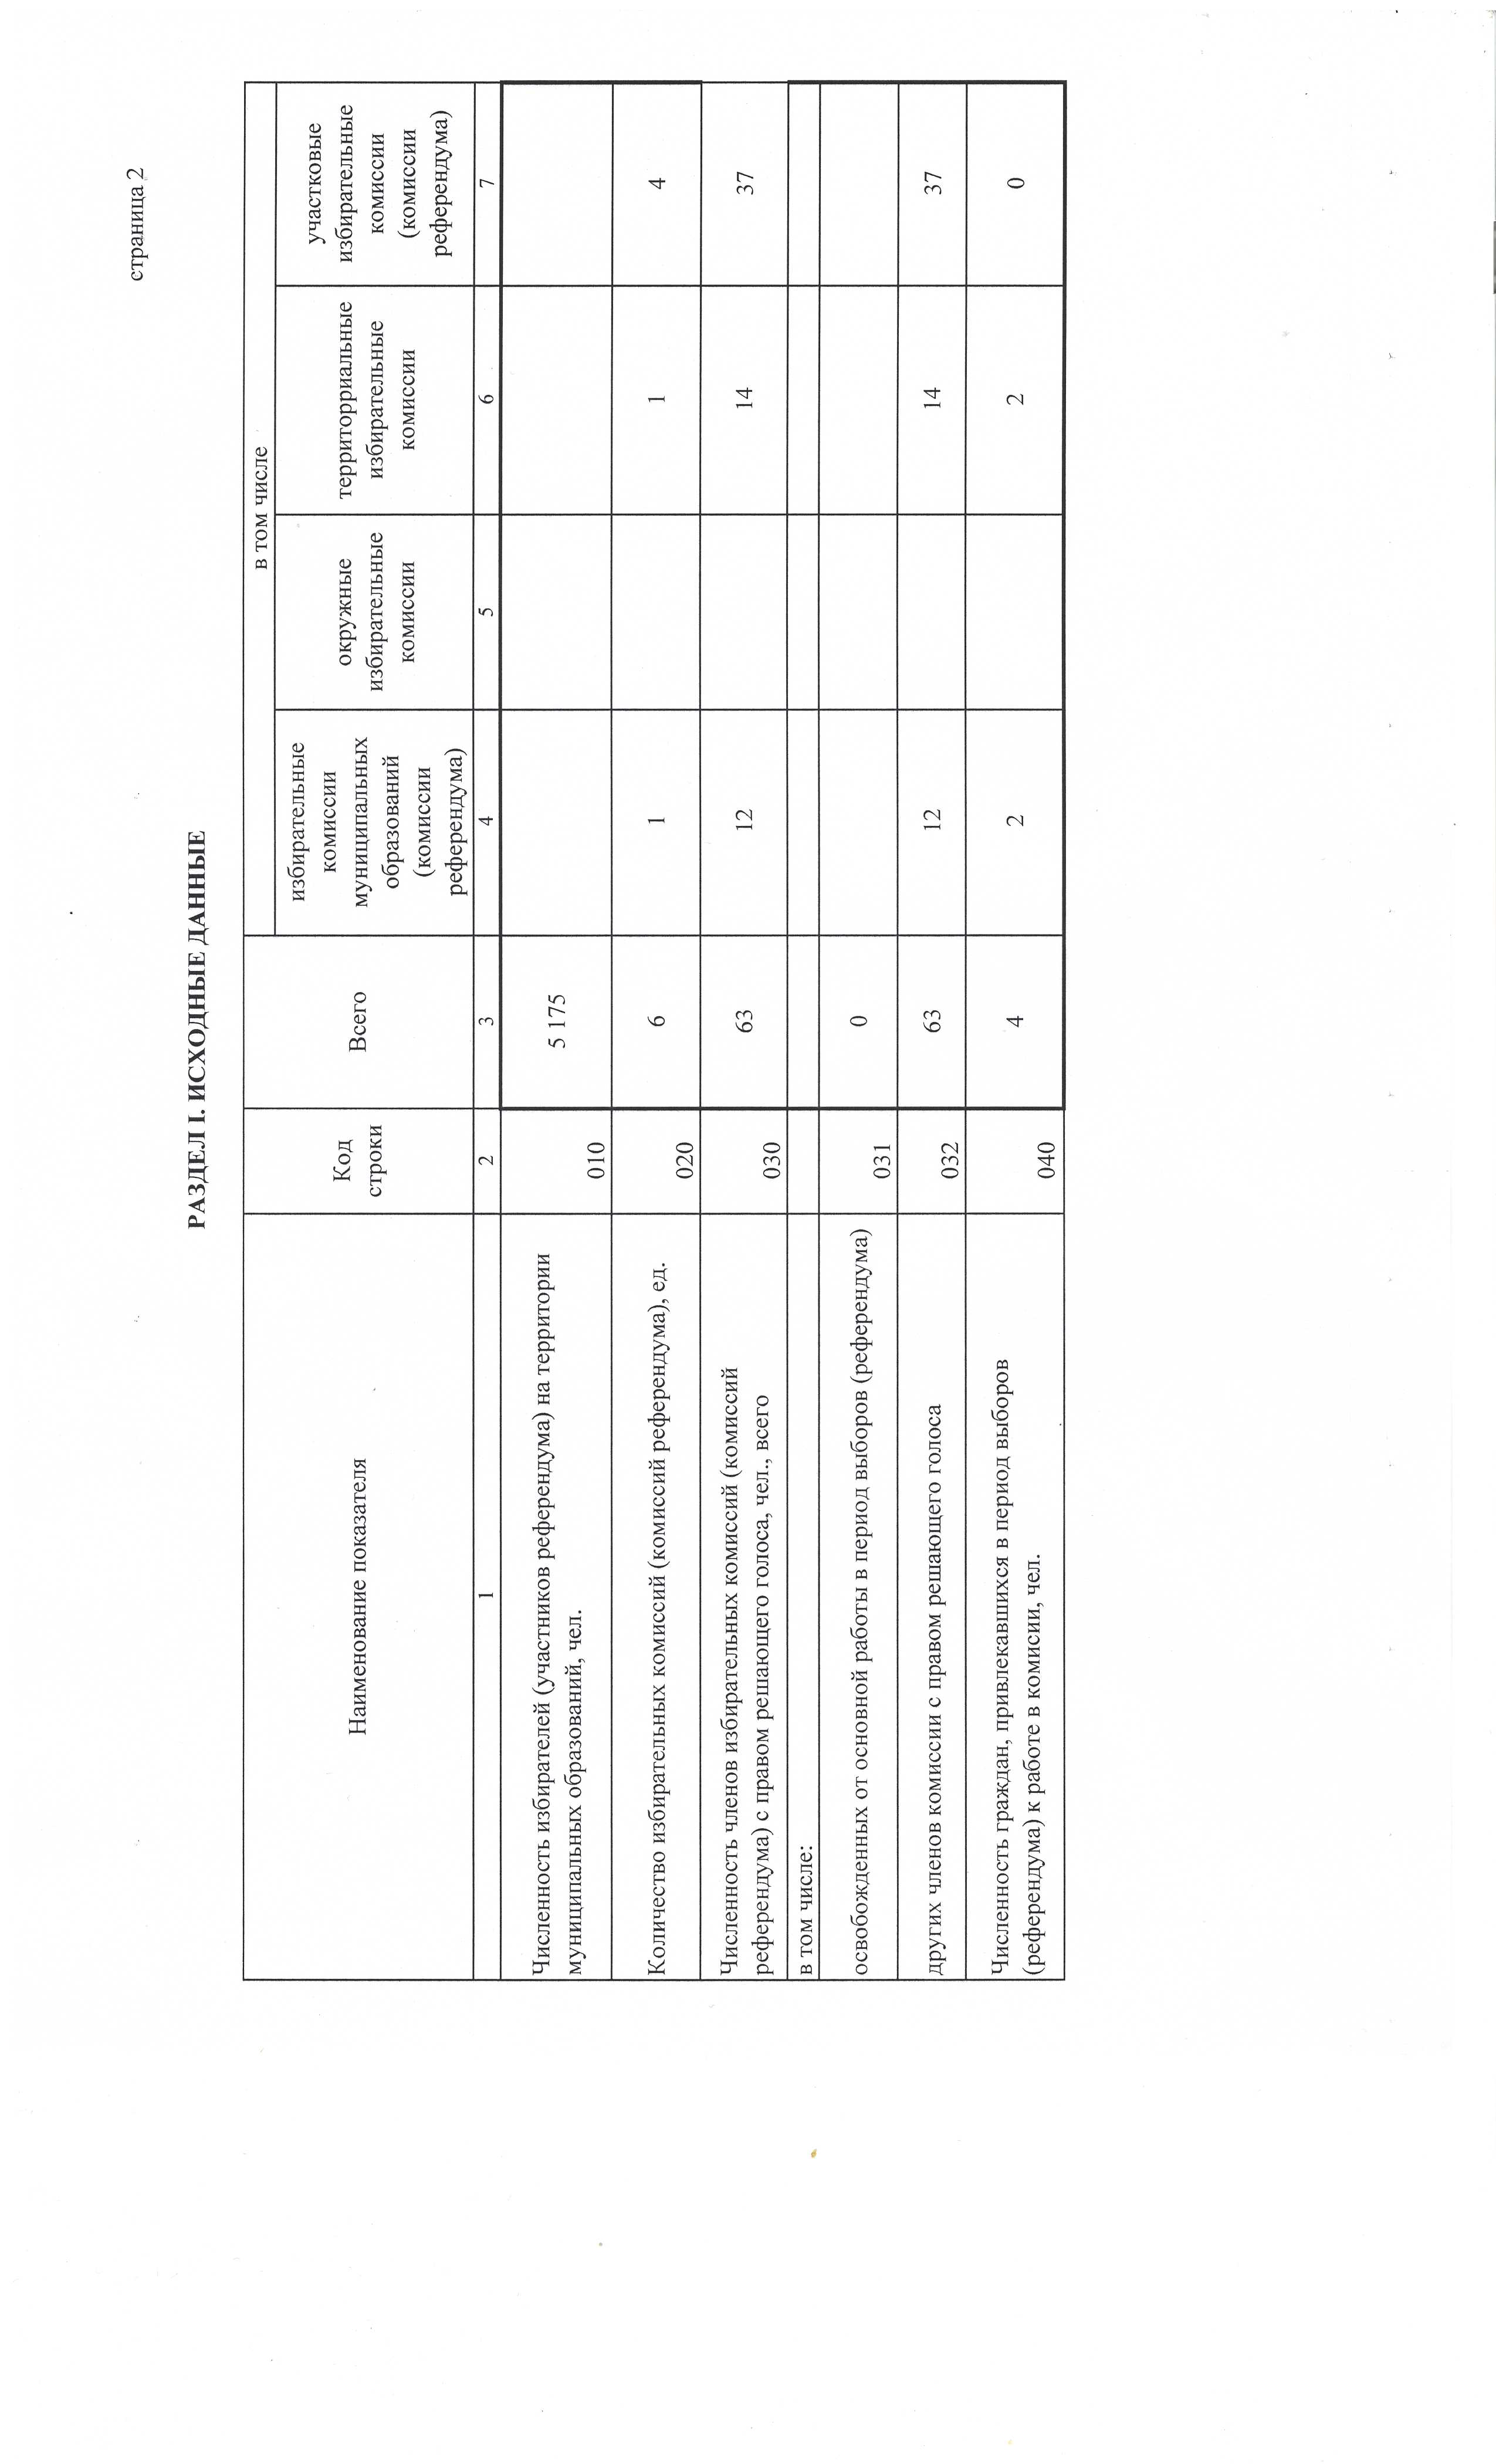 страница 2
РАЗДЕЛ I. ИСХОДНЫЕ ДАННЫЕ
Наименование показателя
Код
строки
Всего
в том числе
избирательные
комиссии
муниципальных
образований
(комиссии
референдума)
окружные
избирательные
комиссии
территорриальные
избирательные
комиссии
участковые
избирательные
комиссии
(комиссии
референдума)
1 2 3 4 5 6 7
Численность избирателей (участников референдума) на территории
муниципальных образований, чел.
010 5 175
Количество избирательных комиссий (комиссий референдума), ед.
020 6 1 1 4
Численность членов избирательных комиссий (комиссий
референдума) с правом решающего голоса, чел., всего
030 63 12 14 37
в том числе:
освобожденных от основной работы в период выборов (референдума)
031 0
других членов комиссии с правом решающего голоса
032 63 12 14 37
Численность граждан, привлекавшихся в период выборов
(референдума) к работе в комисии, чел.
040 4 2 2 0